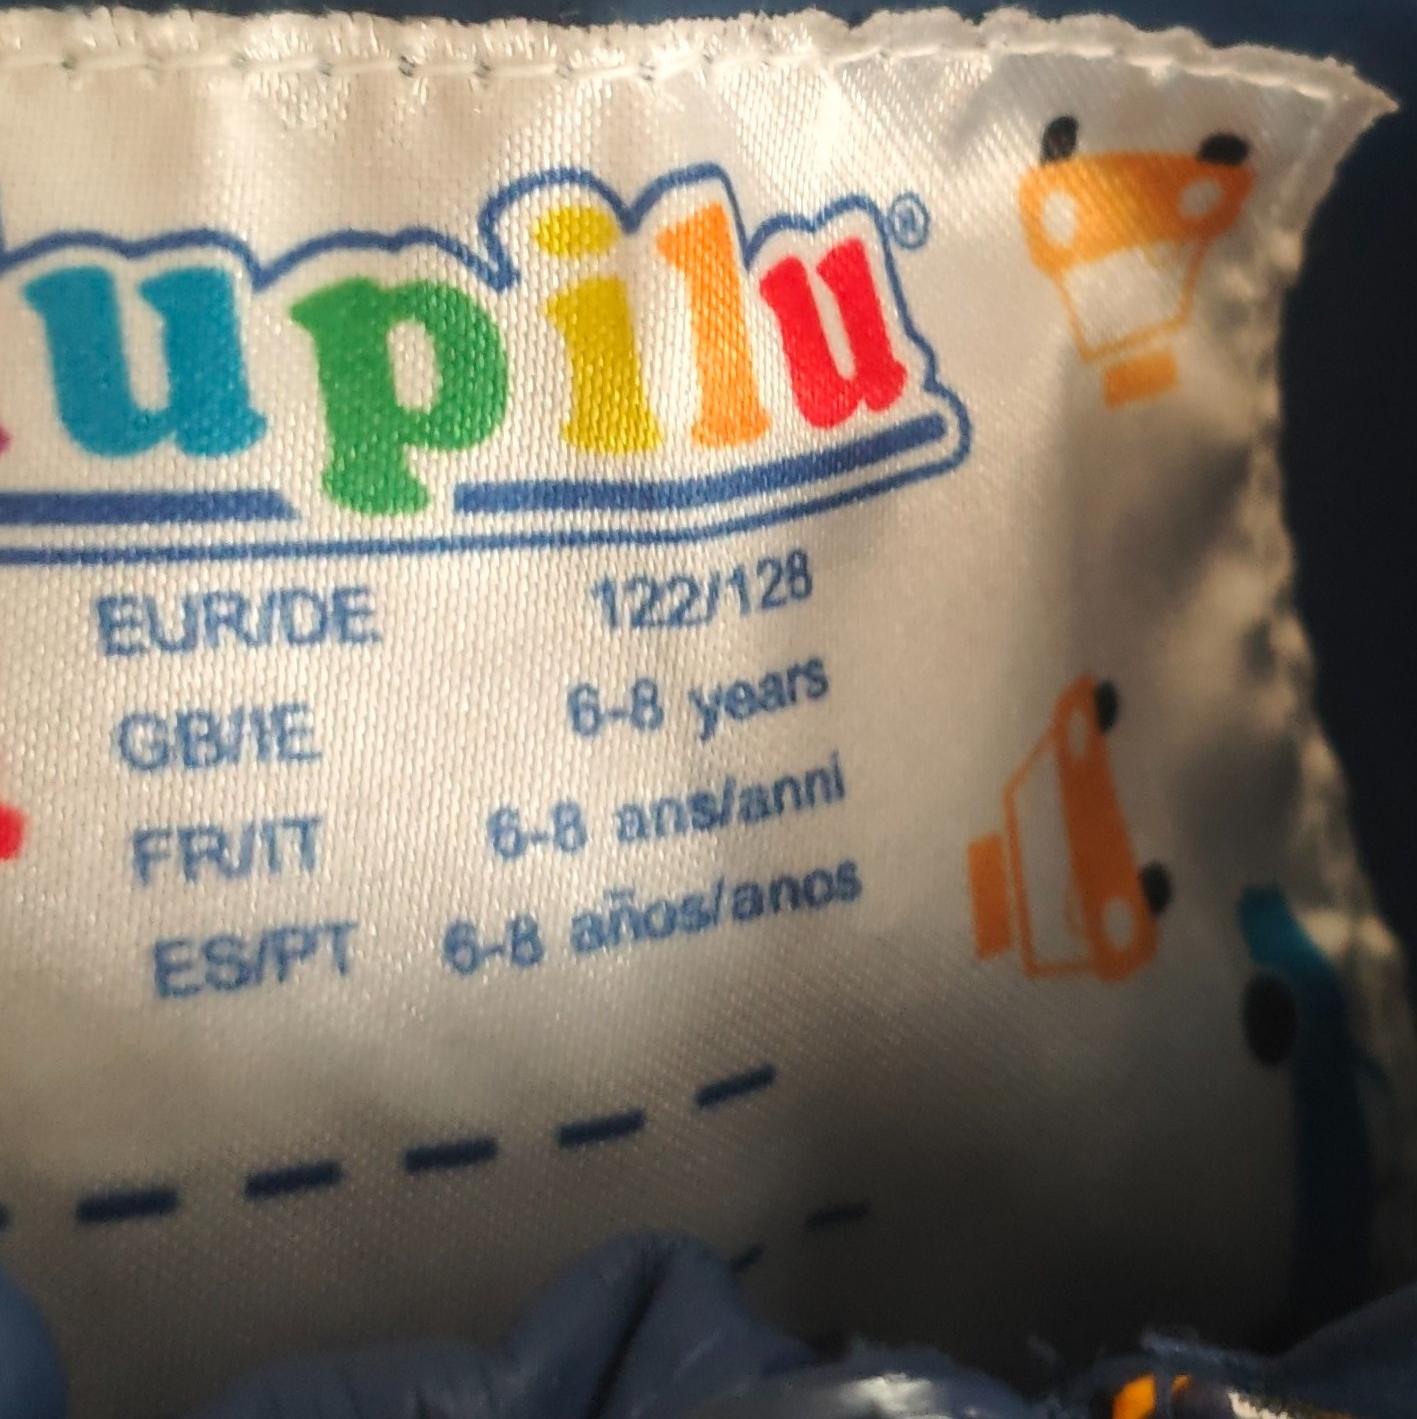 upilu®
EUR/DE 122/128
GB/IE 6-8 years
FR/IT 6-8 ans/anni
ES/PT 6-8 años/anos